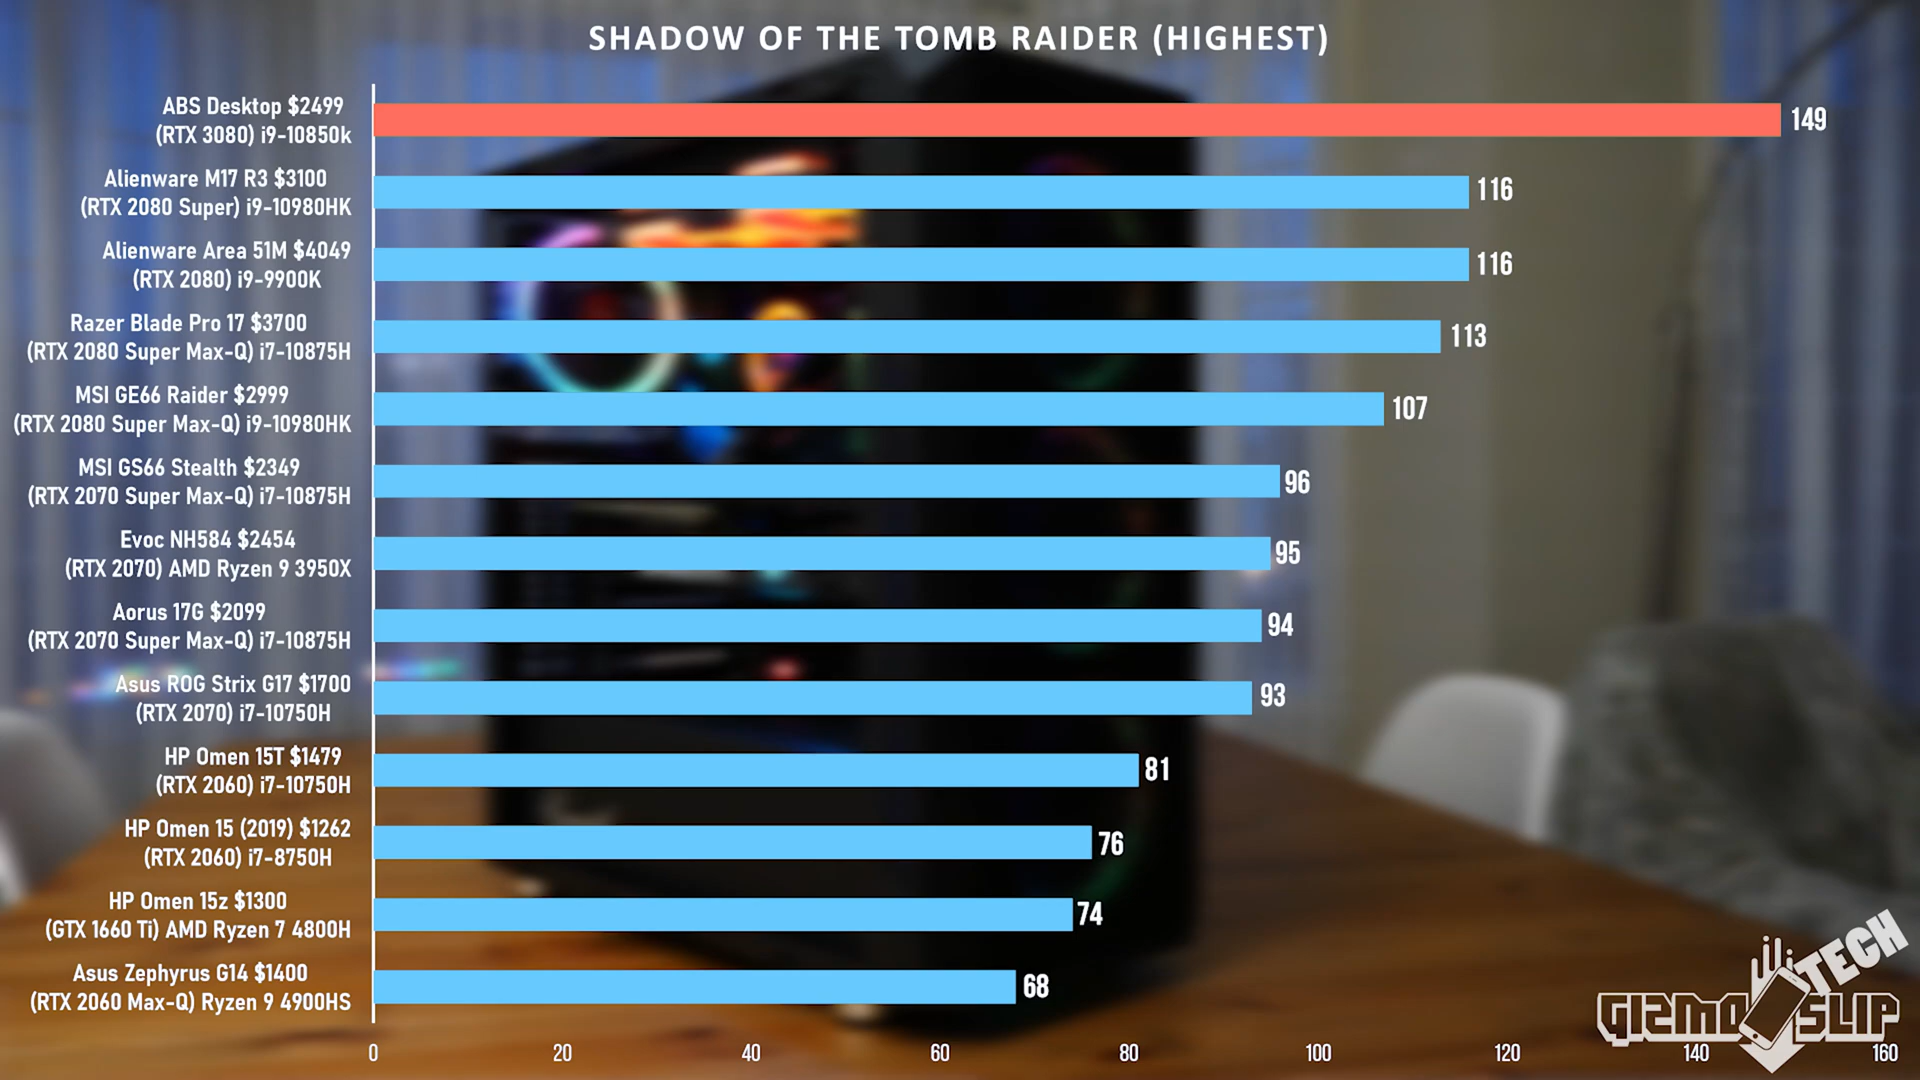 SHADOW OF THE TOMB RAIDER (HIGHEST)
ABS Desktop $2499
(RTX 3080) i9-10850k
149
Alienware M17 R3 $3100
(RTX 2080 Super) i9-10980HK
116
Alienware Area 51M $4049
(RTX 2080) i9-9900K
116
Razer Blade Pro 17 $3700
(RTX 2080 Super Max-Q) i7-10875H
113
MSI GE66 Raider $2999
(RTX 2080 Super Max-Q) i9-10980HK
107
MSI GS66 Stealth $2349
(RTX 2070 Super Max-Q) i7-10875H
96
Evoc NH584 $2454
(RTX 2070) AMD Ryzen 9 3950X
95
Aorus 17G $2099
(RTX 2070 Super Max-Q) i7-10875H
94
Asus ROG Strix G17 $1700
(RTX 2070) i7-10750H
93
HP Omen 15T $1479
(RTX 2060) i7-10750H
81
HP Omen 15 (2019) $1262
(RTX 2060) i7-8750H
76
HP Omen 15z $1300
(GTX 1660 Ti) AMD Ryzen 7 4800H
74
Asus Zephyrus G14 $1400
(RTX 2060 Max-Q) Ryzen 9 4900HS
68
0 20 40 60 80 100 120 140 160
GIZMO SLIP
TECH